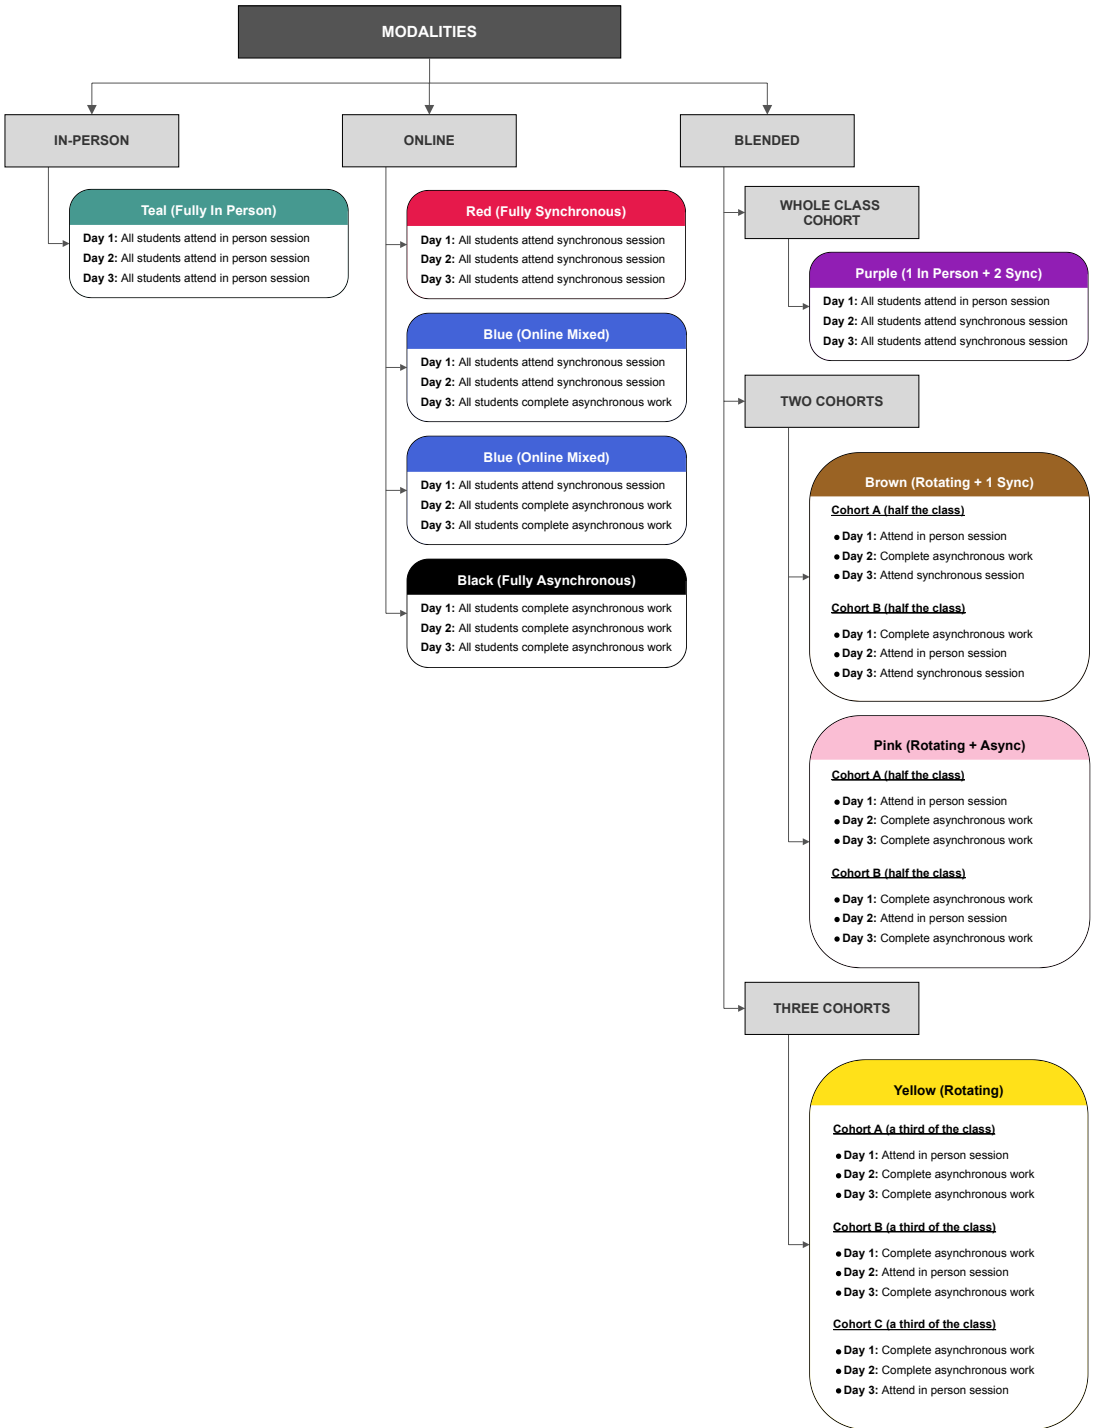 MODALITIES
IN-PERSON
Teal (Fully In Person)
Day 1: All students attend in person session
Day 2: All students attend in person session
Day 3: All students attend in person session
ONLINE
Red (Fully Synchronous)
Day 1: All students attend synchronous session
Day 2: All students attend synchronous session
Day 3: All students attend synchronous session
Blue (Online Mixed)
Day 1: All students attend synchronous session
Day 2: All students attend synchronous session
Day 3: All students complete asynchronous work
Blue (Online Mixed)
Day 1: All students attend synchronous session
Day 2: All students complete asynchronous work
Day 3: All students complete asynchronous work
Black (Fully Asynchronous)
Day 1: All students complete asynchronous work
Day 2: All students complete asynchronous work
Day 3: All students complete asynchronous work
BLENDED
WHOLE CLASS
COHORT
Purple (1 In Person + 2 Sync)
Day 1: All students attend in person session
Day 2: All students attend synchronous session
Day 3: All students attend synchronous session
TWO COHORTS
Brown (Rotating + 1 Sync)
Cohort A (half the class)
● Day 1: Attend in person session
● Day 2: Complete asynchronous work
● Day 3: Attend synchronous session
Cohort B (half the class)
● Day 1: Complete asynchronous work
● Day 2: Attend in person session
● Day 3: Attend synchronous session
Pink (Rotating + Async)
Cohort A (half the class)
● Day 1: Attend in person session
● Day 2: Complete asynchronous work
● Day 3: Complete asynchronous work
Cohort B (half the class)
● Day 1: Complete asynchronous work
● Day 2: Attend in person session
● Day 3: Complete asynchronous work
THREE COHORTS
Yellow (Rotating)
Cohort A (a third of the class)
● Day 1: Attend in person session
● Day 2: Complete asynchronous work
● Day 3: Complete asynchronous work
Cohort B (a third of the class)
● Day 1: Complete asynchronous work
● Day 2: Attend in person session
● Day 3: Complete asynchronous work
Cohort C (a third of the class)
● Day 1: Complete asynchronous work
● Day 2: Complete asynchronous work
● Day 3: Attend in person session